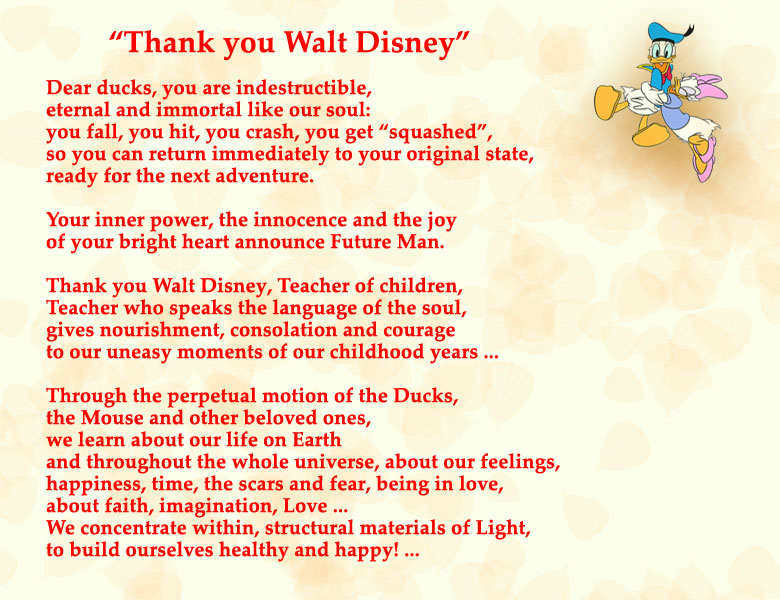 “Thank you Walt Disney”
Dear ducks, you are indestructible,
eternal and immortal like our soul:
you fall, you hit, you crash, you get “squashed”,
so you can return immediately to your original state,
ready for the next adventure.
Your inner power, the innocence and the joy
of your bright heart announce Future Man.
Thank you Walt Disney, Teacher of children,
Teacher who speaks the language of the soul,
gives nourishment, consolation and courage
to our uneasy moments of our childhood years ...
Through the perpetual motion of the Ducks,
the Mouse and other beloved ones,
we learn about our life on Earth
and throughout the whole universe, about our feelings,
happiness, time, the scars and fear, being in love,
about faith, imagination, Love ...
We concentrate within, structural materials of Light,
to build ourselves healthy and happy! ...